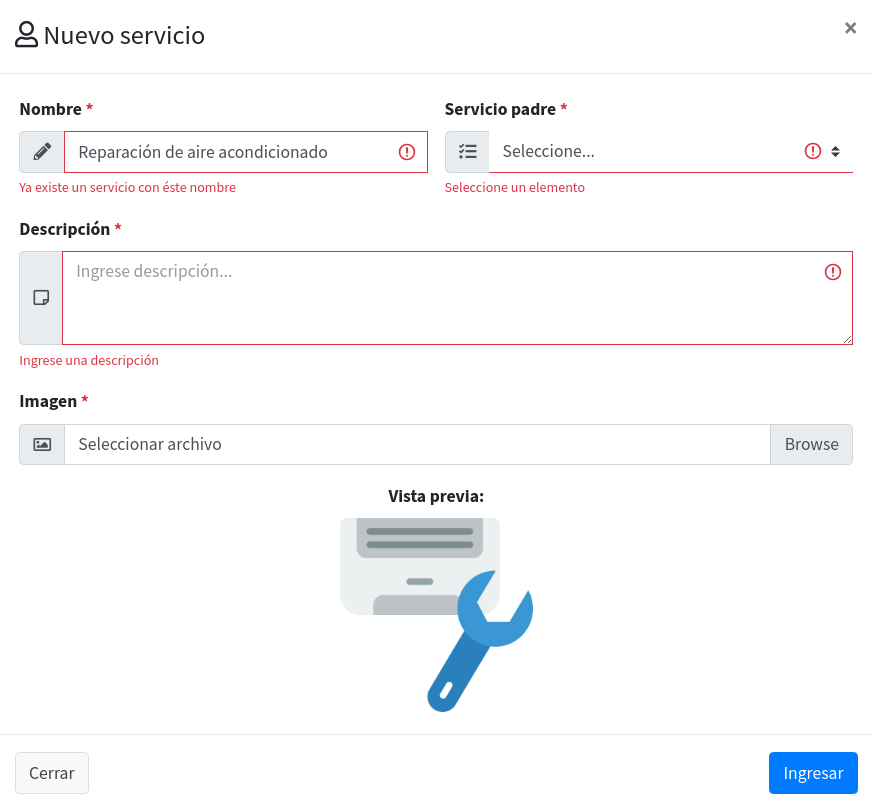 Nuevo servicio
×
Nombre *
Servicio padre *
Reparación de aire acondicionado
Seleccione...
Ya existe un servicio con éste nombre
Seleccione un elemento
Descripción *
Ingrese descripción...
Ingrese una descripción
Imagen *
Seleccionar archivo
Browse
Vista previa:
Cerrar
Ingresar